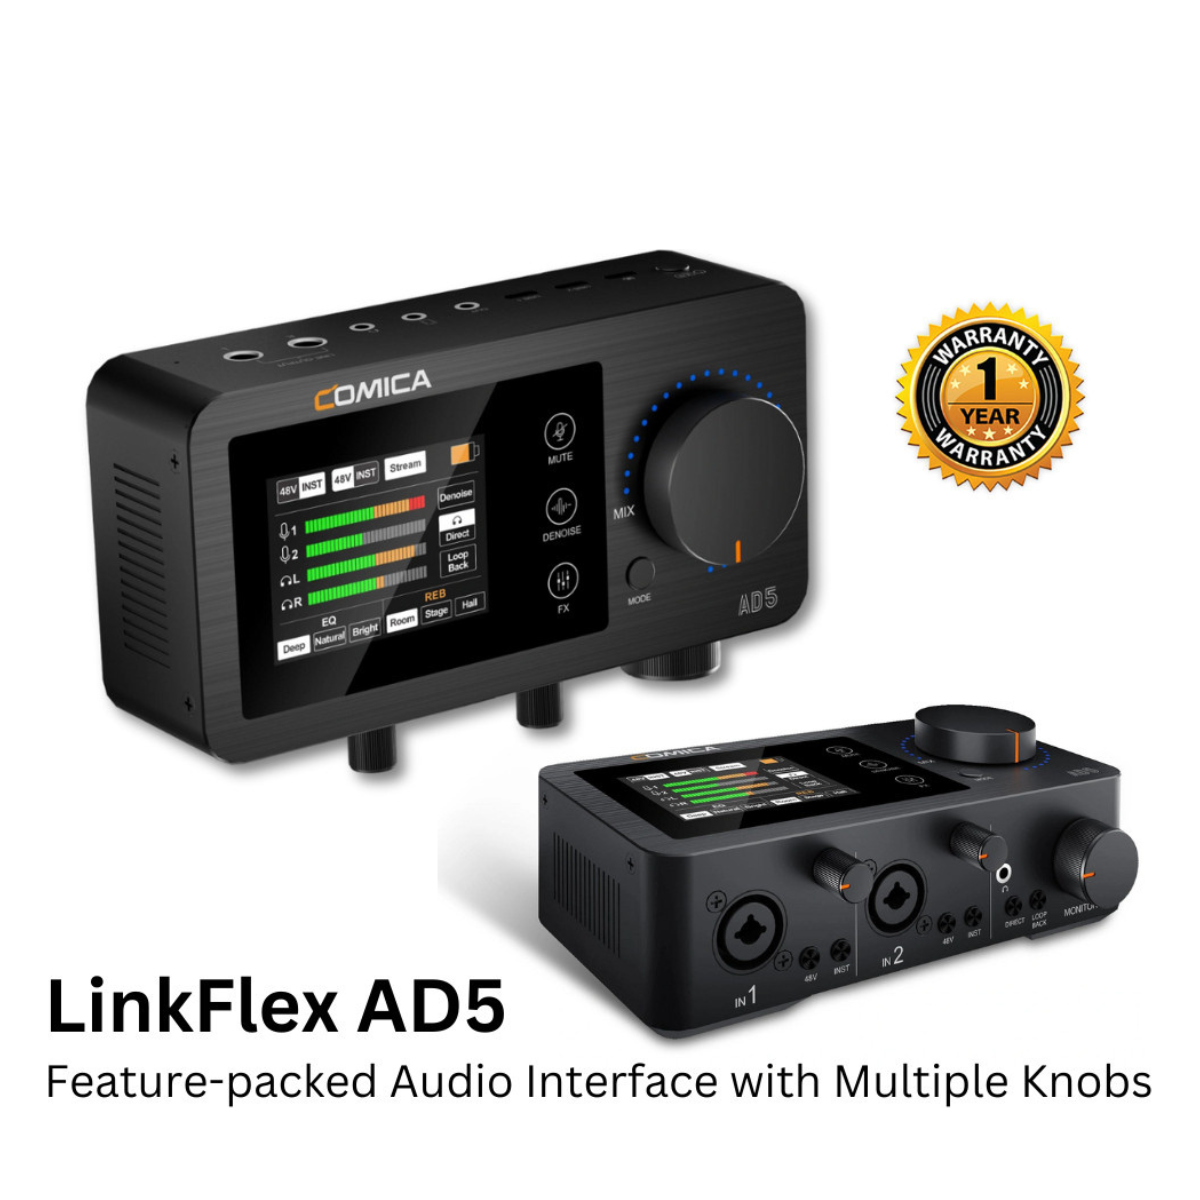 COMICA
48V INST 48V INST Stream
1
2
L
R
Denoise
Direct
Loop
Back
EQ
REB
Deep Natural Bright Room Stage Hall
MUTE
DENOISE
FX
MIX
MODE
AD5
WARRANTY
1
YEAR
WARRANTY
COMICA
IN 1
48V
INST
IN 2
48V
INST
DIRECT
LOOP
BACK
LinkFlex AD5
Feature-packed Audio Interface with Multiple Knobs